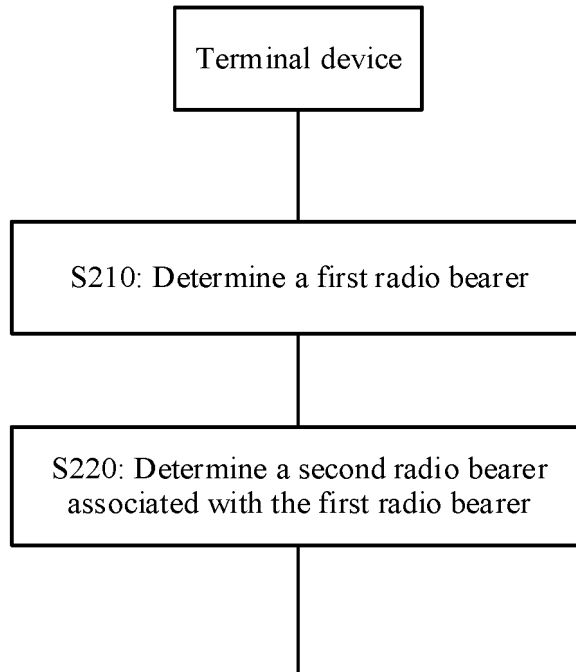 Terminal device
S210: Determine a first radio bearer
S220: Determine a second radio bearer
associated with the first radio bearer